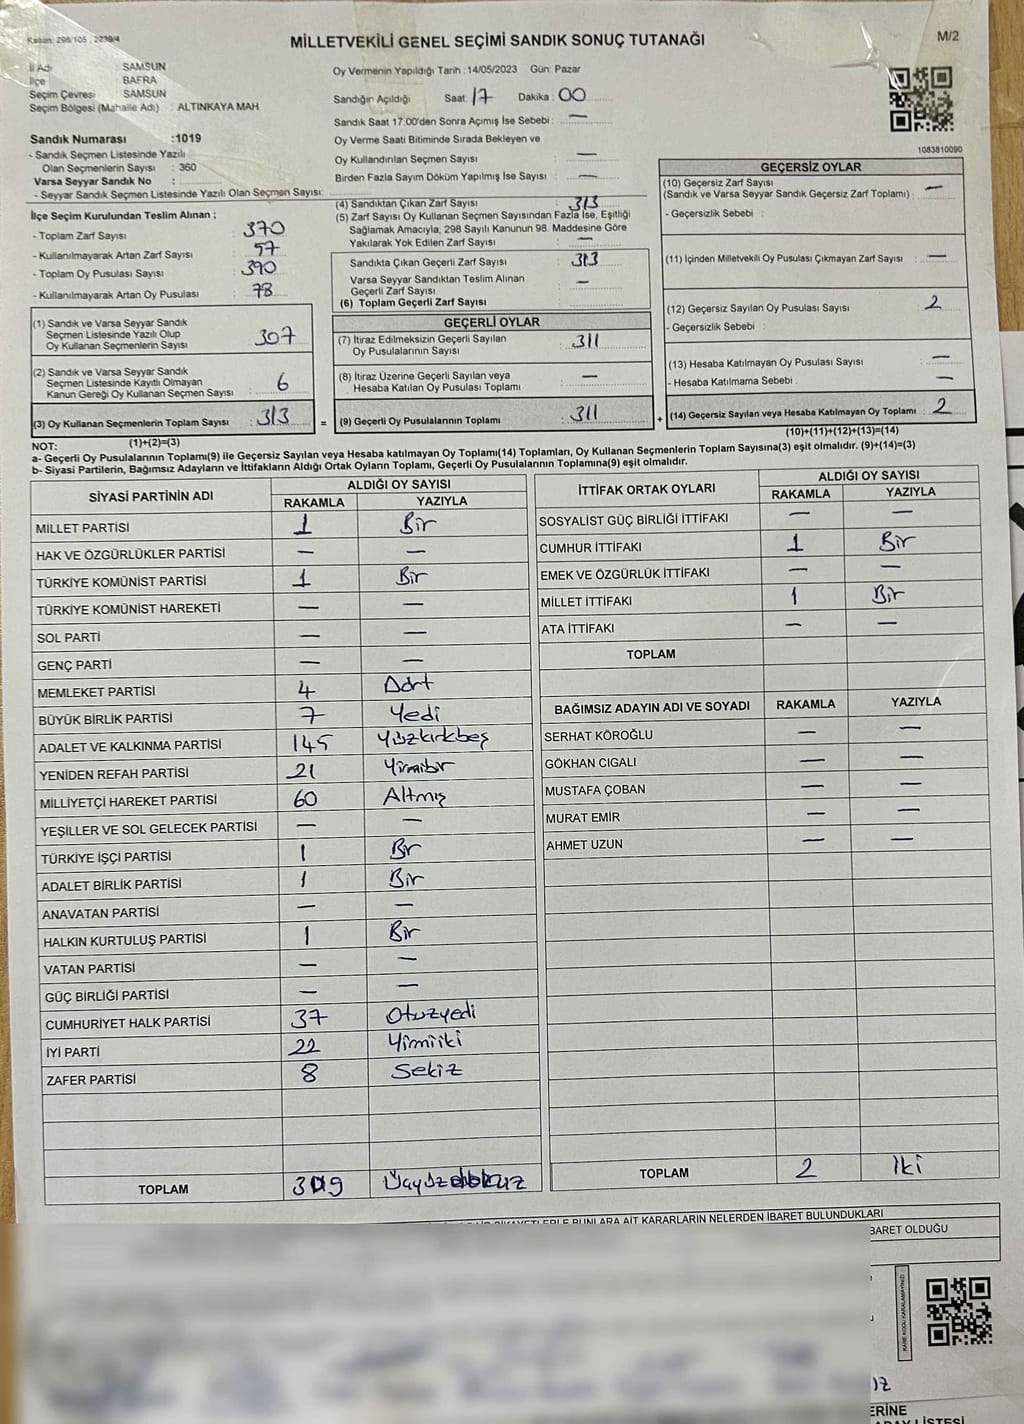 Kanun: 298/105, 2239/4
MİLLETVEKİLİ GENEL SEÇİMİ SANDIK SONUÇ TUTANAĞI
M/2
İl Adı SAMSUN
İlçe BAFRA
Seçim Çevresi SAMSUN
Seçim Bölgesi (Mahalle Adı) : ALTINKAYA MAH.
Sandık Numarası :1019
- Sandık Seçmen Listesinde Yazılı
Olan Seçmenlerin Sayısı : 360
Varsa Seyyar Sandık No :
- Seyyar Sandık Seçmen Listesinde Yazılı Olan Seçmen Sayısı:
Oy Vermenin Yapıldığı Tarih :14/05/2023 Gün: Pazar
Sandığın Açıldığı Saat: 17 Dakika: 00
Sandık Saat 17:00'den Sonra Açılmış İse Sebebi : —
Oy Verme Saati Bitiminde Sırada Bekleyen ve
Oy Kullandırılan Seçmen Sayısı : —
Birden Fazla Sayım Döküm Yapılmış İse Sayısı : —
1083810090
İlçe Seçim Kurulundan Teslim Alınan ;
- Toplam Zarf Sayısı : 370
- Kullanılmayarak Artan Zarf Sayısı : 57
- Toplam Oy Pusulası Sayısı : 390
- Kullanılmayarak Artan Oy Pusulası : 78
(1) Sandık ve Varsa Seyyar Sandık
Seçmen Listesinde Yazılı Olup
Oy Kullanan Seçmenlerin Sayısı : 307
(2) Sandık ve Varsa Seyyar Sandık
Seçmen Listesinde Kayıtlı Olmayan
Kanun Gereği Oy Kullanan Seçmen Sayısı : 6
(3) Oy Kullanan Seçmenlerin Toplam Sayısı : 313
(1)+(2)=(3)
(4) Sandıktan Çıkan Zarf Sayısı : 313
(5) Zarf Sayısı Oy Kullanan Seçmen Sayısından Fazla İse, Eşitliği
Sağlamak Amacıyla; 298 Sayılı Kanunun 98. Maddesine Göre
Yakılarak Yok Edilen Zarf Sayısı : —
Sandıkta Çıkan Geçerli Zarf Sayısı : 313
Varsa Seyyar Sandıktan Teslim Alınan
Geçerli Zarf Sayısı : —
(6) Toplam Geçerli Zarf Sayısı :
GEÇERLİ OYLAR
(7) İtiraz Edilmeksizin Geçerli Sayılan
Oy Pusulalarının Sayısı : 311
(8) İtiraz Üzerine Geçerli Sayılan veya
Hesaba Katılan Oy Pusulası Toplamı : —
= (9) Geçerli Oy Pusulalarının Toplamı : 311
GEÇERSİZ OYLAR
(10) Geçersiz Zarf Sayısı
(Sandık ve Varsa Seyyar Sandık Geçersiz Zarf Toplamı) : —
- Geçersizlik Sebebi :
(11) İçinden Milletvekili Oy Pusulası Çıkmayan Zarf Sayısı : —
(12) Geçersiz Sayılan Oy Pusulası Sayısı : 2
- Geçersizlik Sebebi :
(13) Hesaba Katılmayan Oy Pusulası Sayısı : —
- Hesaba Katılmama Sebebi : —
+ (14) Geçersiz Sayılan veya Hesaba Katılmayan Oy Toplamı : 2
(10)+(11)+(12)+(13)=(14)
NOT:
a- Geçerli Oy Pusulalarının Toplamı(9) ile Geçersiz Sayılan veya Hesaba katılmayan Oy Toplamı(14) Toplamları, Oy Kullanan Seçmenlerin Toplam Sayısına(3) eşit olmalıdır. (9)+(14)=(3)
b- Siyasi Partilerin, Bağımsız Adayların ve İttifakların Aldığı Ortak Oyların Toplamı, Geçerli Oy Pusulalarının Toplamına(9) eşit olmalıdır.
SİYASİ PARTİNİN ADI ALDIĞI OY SAYISI
RAKAMLA YAZIYLA
MİLLET PARTİSİ 1 Bir
HAK VE ÖZGÜRLÜKLER PARTİSİ — —
TÜRKİYE KOMÜNİST PARTİSİ 1 Bir
TÜRKİYE KOMÜNİST HAREKETİ — —
SOL PARTİ — —
GENÇ PARTİ — —
MEMLEKET PARTİSİ 4 Dört
BÜYÜK BİRLİK PARTİSİ 7 Yedi
ADALET VE KALKINMA PARTİSİ 145 Yüzkırkbeş
YENİDEN REFAH PARTİSİ 21 Yirmibir
MİLLİYETÇİ HAREKET PARTİSİ 60 Altmış
YEŞİLLER VE SOL GELECEK PARTİSİ — —
TÜRKİYE İŞÇİ PARTİSİ 1 Bir
ADALET BİRLİK PARTİSİ 1 Bir
ANAVATAN PARTİSİ — —
HALKIN KURTULUŞ PARTİSİ 1 Bir
VATAN PARTİSİ — —
GÜÇ BİRLİĞİ PARTİSİ — —
CUMHURİYET HALK PARTİSİ 37 Otuzyedi
İYİ PARTİ 22 Yirmiiki
ZAFER PARTİSİ 8 Sekiz
TOPLAM 309 Üçyüzdokuz
İTTİFAK ORTAK OYLARI ALDIĞI OY SAYISI
RAKAMLA YAZIYLA
SOSYALİST GÜÇ BİRLİĞİ İTTİFAKI — —
CUMHUR İTTİFAKI 1 Bir
EMEK VE ÖZGÜRLÜK İTTİFAKI — —
MİLLET İTTİFAKI 1 Bir
ATA İTTİFAKI — —
TOPLAM
BAĞIMSIZ ADAYIN ADI VE SOYADI RAKAMLA YAZIYLA
SERHAT KÖROĞLU — —
GÖKHAN CIGALI — —
MUSTAFA ÇOBAN — —
MURAT EMİR — —
AHMET UZUN — —
TOPLAM 2 İki
BUNLARA AİT KARARLARIN NELERDEN İBARET BULUNDUKLARI
BARET OLDUĞU
KARE KODU KARALAMAYINIZ!
ERİNE